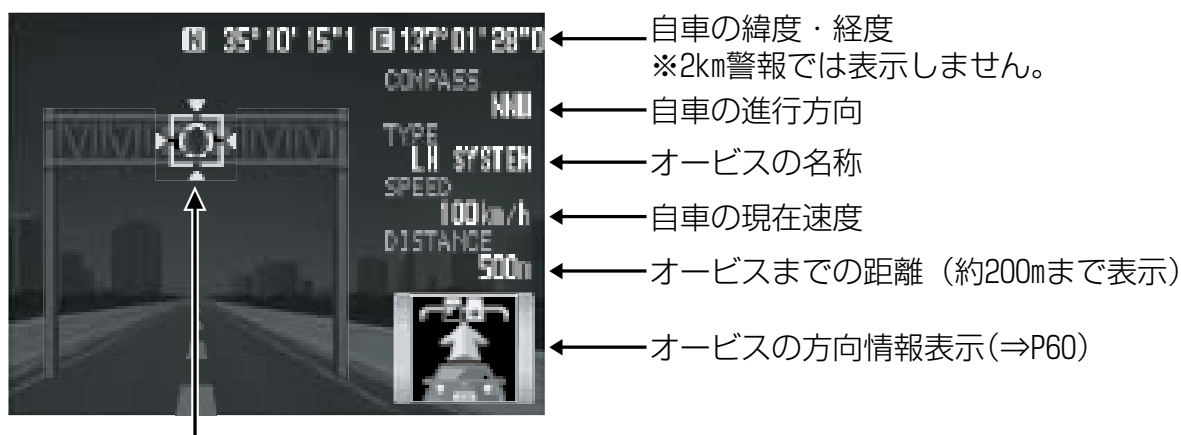 N 35°10'15"1 E 137°01'28"0
自車の緯度・経度
※2km警報では表示しません。
COMPASS
NNW
自車の進行方向
TYPE
LH SYSTEM
オービスの名称
SPEED
100km/h
自車の現在速度
DISTANCE
500m
オービスまでの距離（約200mまで表示）
オービスの方向情報表示(⇒P60)